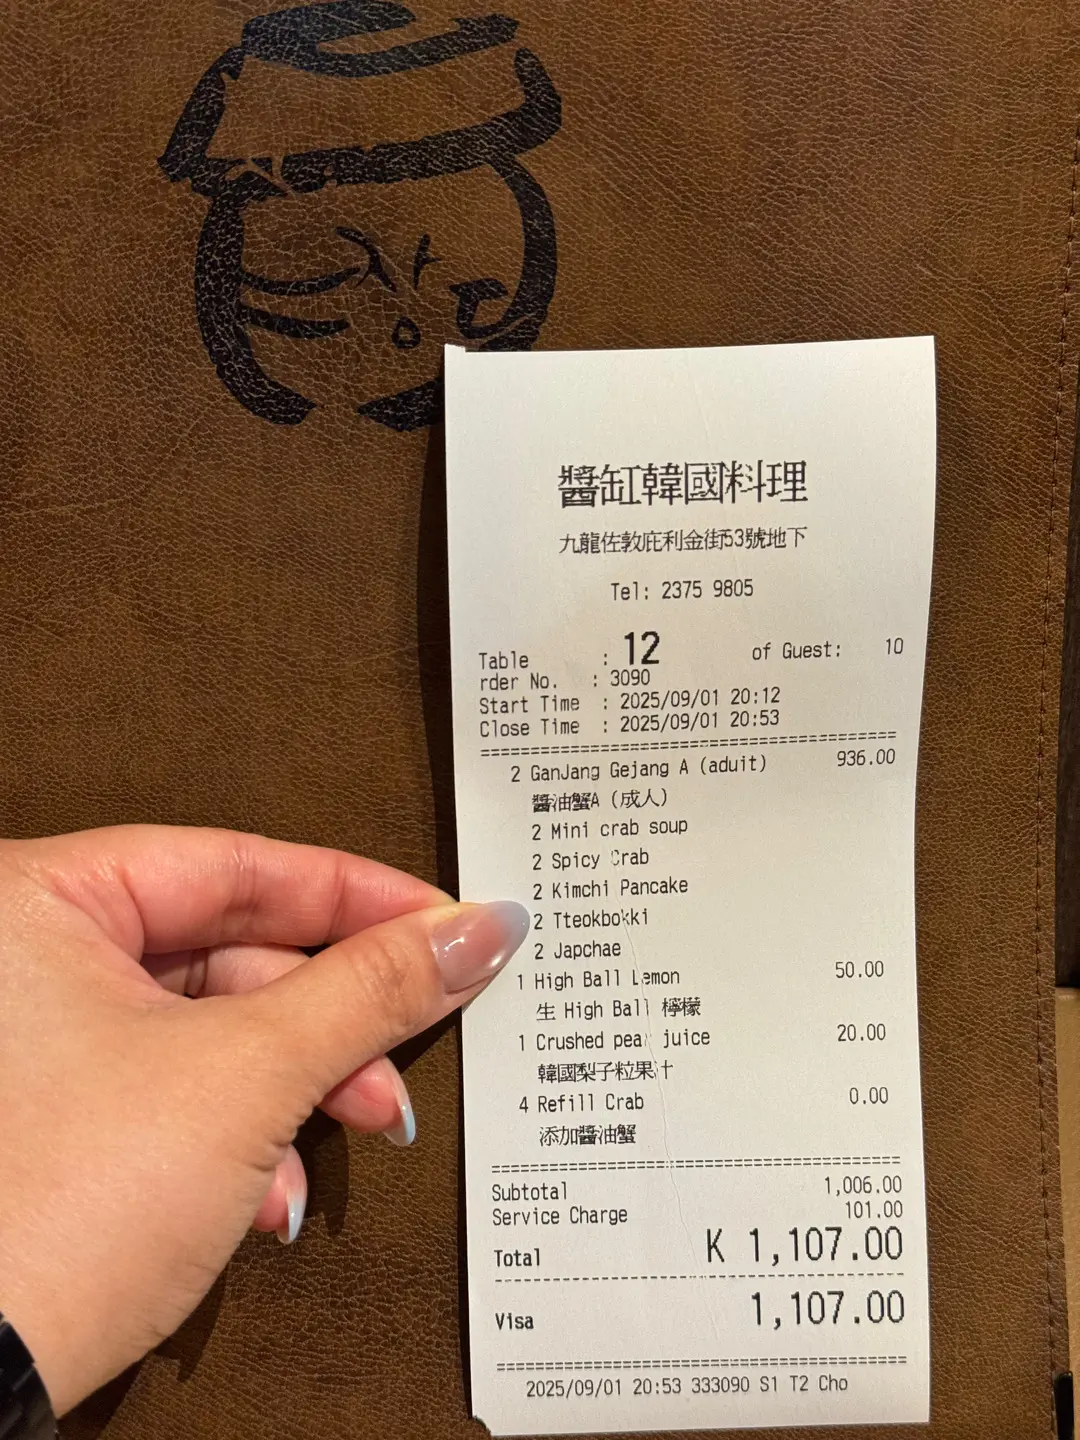 장독
醬缸韓國料理
九龍佐敦庇利金街53號地下
Tel: 2375 9805
Table : 12 of Guest: 10
rder No. : 3090
Start Time : 2025/09/01 20:12
Close Time : 2025/09/01 20:53
2 GanJang Gejang A (aduit) 936.00
醬油蟹A (成人)
2 Mini crab soup
2 Spicy Crab
2 Kimchi Pancake
2 Tteokbokki
2 Japchae
1 High Ball Lemon 50.00
生 High Ball 檸檬
1 Crushed pear juice 20.00
韓國梨子粒果汁
4 Refill Crab 0.00
添加醬油蟹
Subtotal 1,006.00
Service Charge 101.00
Total K 1,107.00
Visa 1,107.00
2025/09/01 20:53 333090 S1 T2 Cho